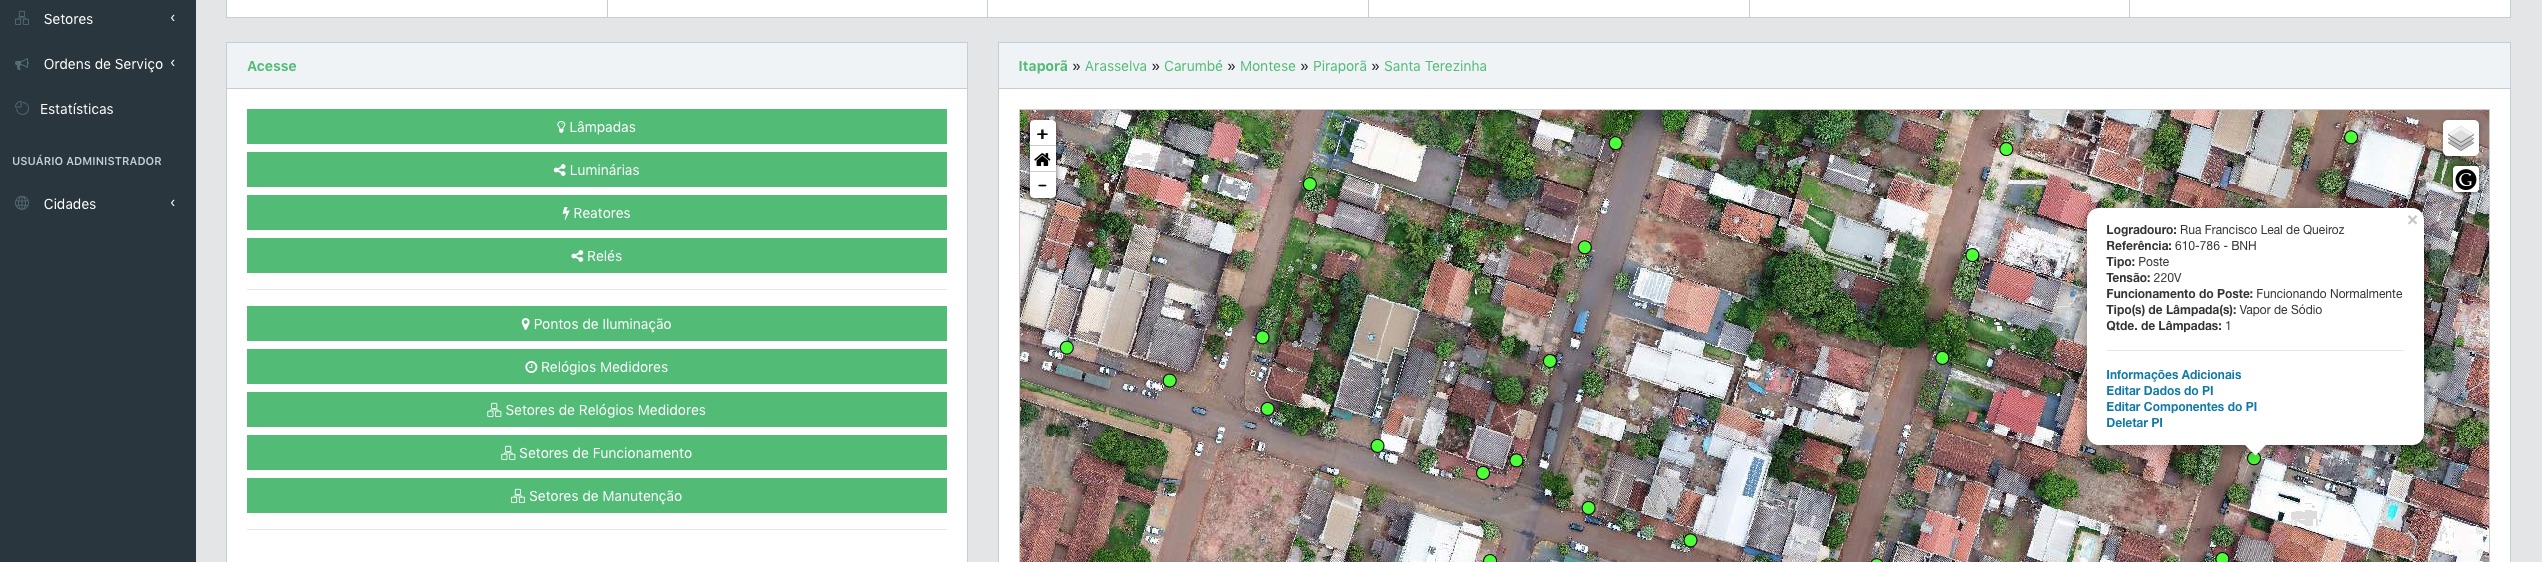 Setores
Ordens de Serviço
Estatísticas
USUÁRIO ADMINISTRADOR
Cidades
Acesse
Lâmpadas
Luminárias
Reatores
Relés
Pontos de Iluminação
Relógios Medidores
Setores de Relógios Medidores
Setores de Funcionamento
Setores de Manutenção
Itaporã » Arasselva » Carumbé » Montese » Piraporã » Santa Terezinha
+
-
G
×
Logradouro: Rua Francisco Leal de Queiroz
Referência: 610-786 - BNH
Tipo: Poste
Tensão: 220V
Funcionamento do Poste: Funcionando Normalmente
Tipo(s) de Lâmpada(s): Vapor de Sódio
Qtde. de Lâmpadas: 1
Informações Adicionais
Editar Dados do PI
Editar Componentes do PI
Deletar PI